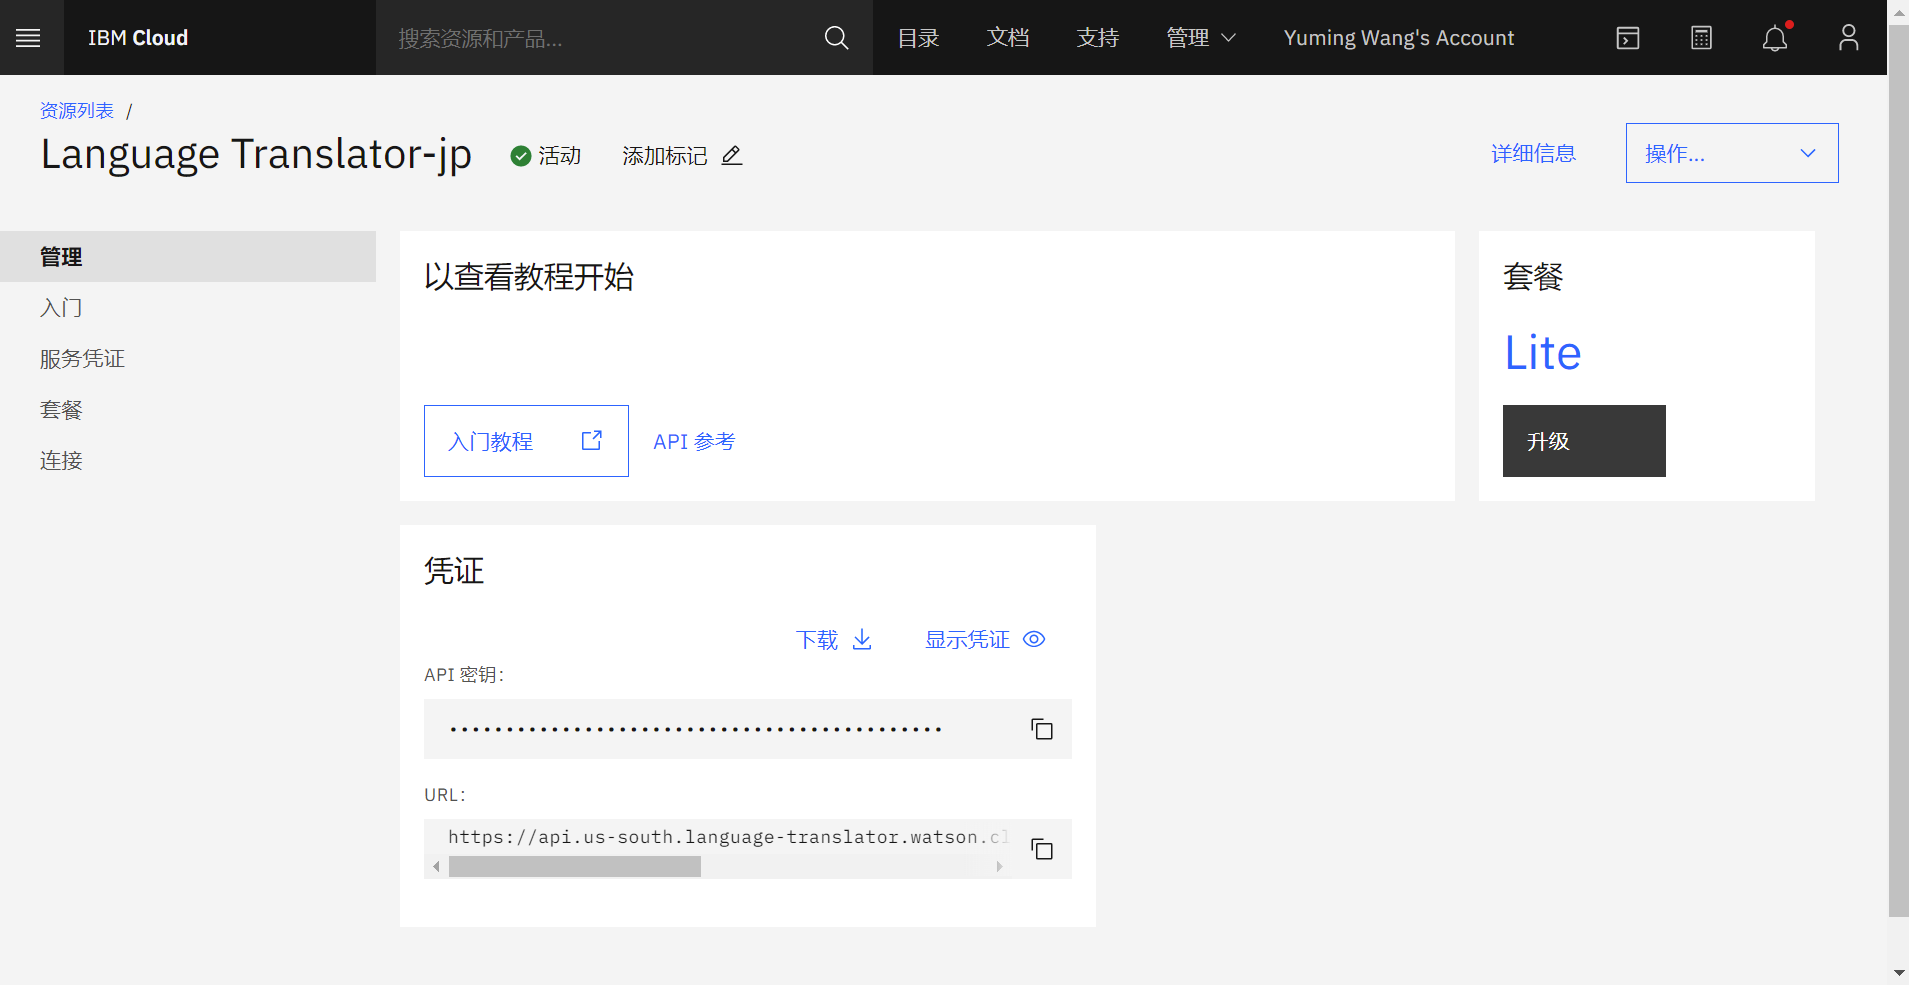 IBM Cloud
搜索资源和产品...
目录
文档
支持
管理
Yuming Wang's Account
资源列表 /
Language Translator-jp
活动
添加标记
详细信息
操作...
管理
入门
服务凭证
套餐
连接
以查看教程开始
入门教程
API 参考
套餐
Lite
升级
凭证
下载
显示凭证
API 密钥：
URL：
https://api.us-south.language-translator.watson.cl